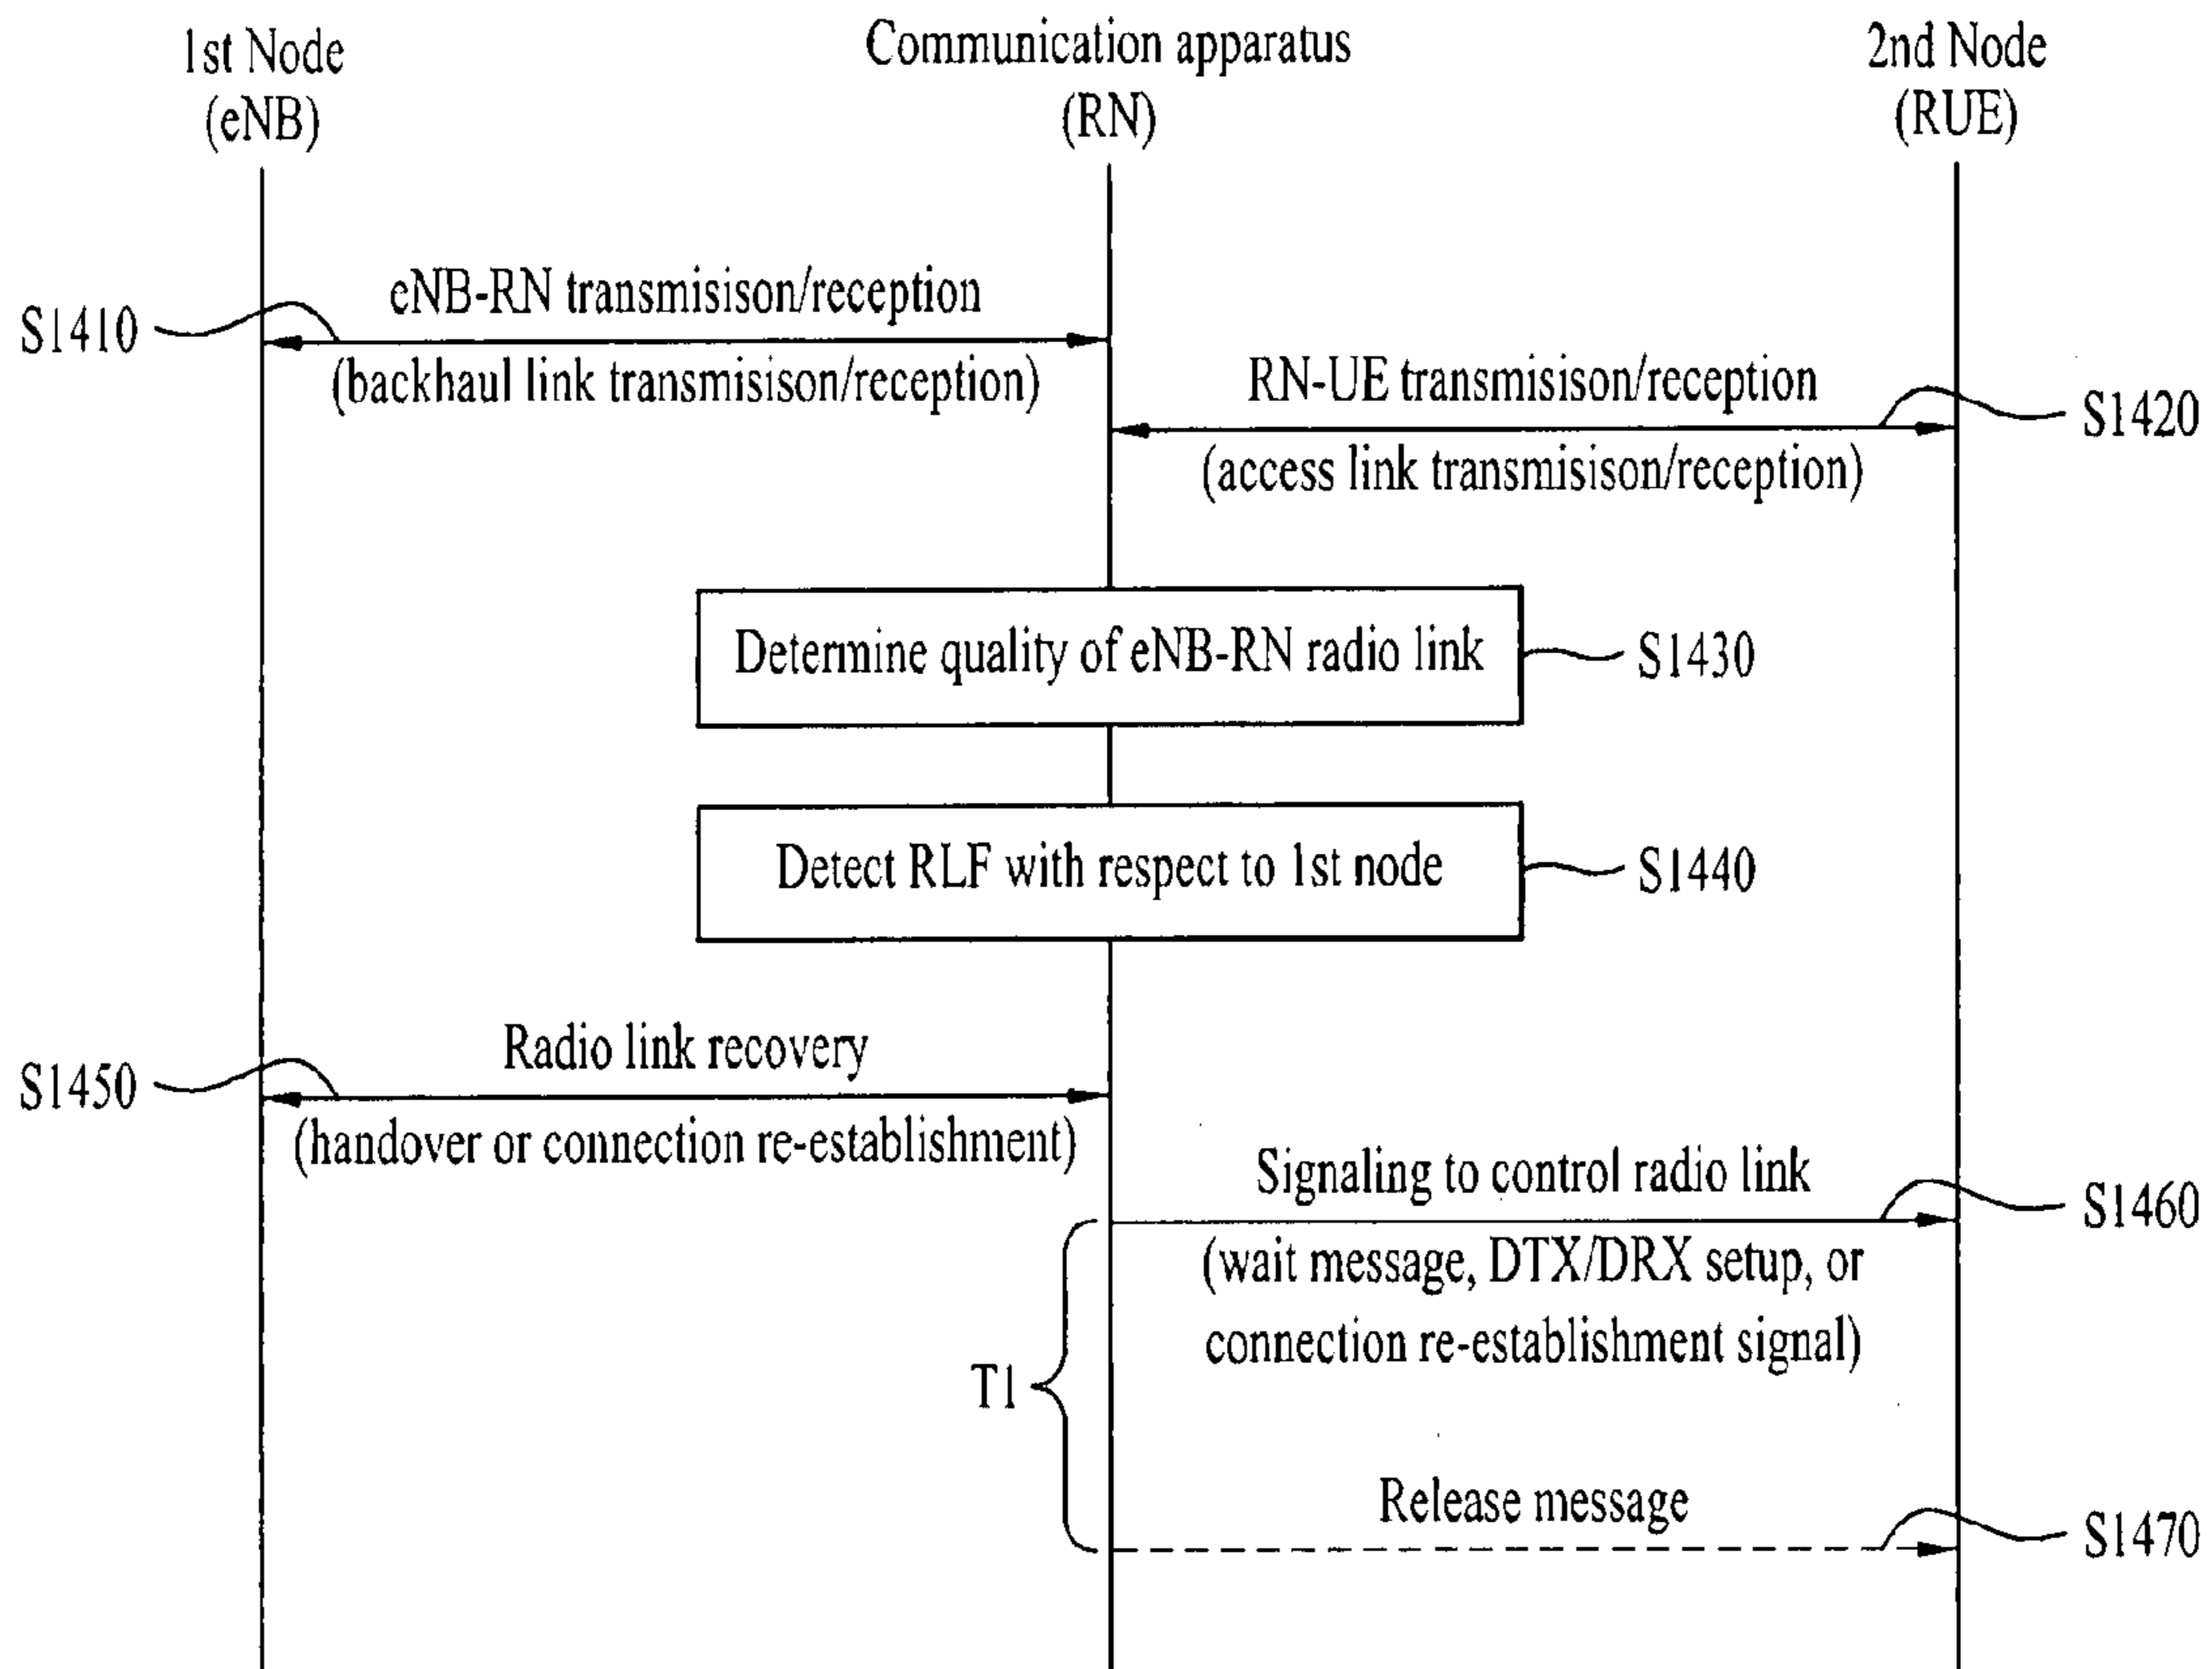 1st Node
(eNB)
Communication apparatus
(RN)
2nd Node
(RUE)
S1410
eNB-RN transmisison/reception
(backhaul link transmisison/reception)
RN-UE transmisison/reception
S1420
(access link transmisison/reception)
Determine quality of eNB-RN radio link
S1430
Detect RLF with respect to 1st node
S1440
Radio link recovery
S1450
(handover or connection re-establishment)
Signaling to control radio link
S1460
(wait message, DTX/DRX setup, or
connection re-establishment signal)
T1
Release message
S1470